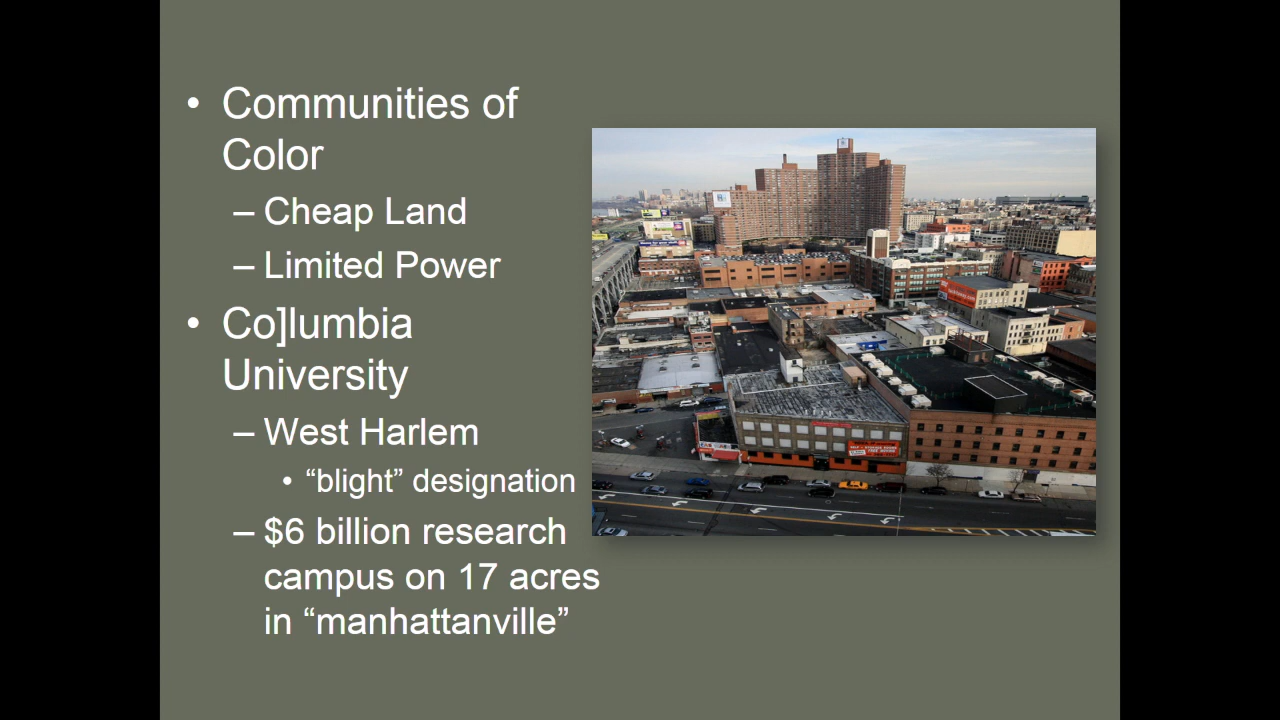 • Communities of
Color
– Cheap Land
– Limited Power
• Co]lumbia
University
– West Harlem
• “blight” designation
– $6 billion research
campus on 17 acres
in “manhattanville”